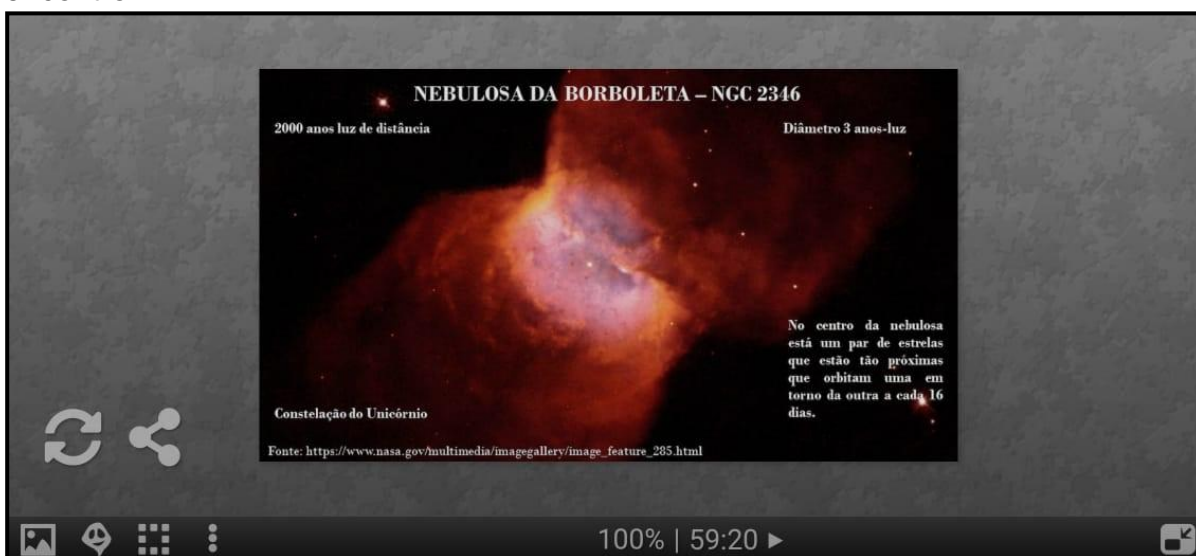 NEBULOSA DA BORBOLETA – NGC 2346
2000 anos luz de distância
Diâmetro 3 anos-luz
No centro da nebulosa
está um par de estrelas
que estão tão próximas
que orbitam uma em
torno da outra a cada 16
dias.
Constelação do Unicórnio
Fonte: https://www.nasa.gov/multimedia/imagegallery/image_feature_285.html
100% | 59:20